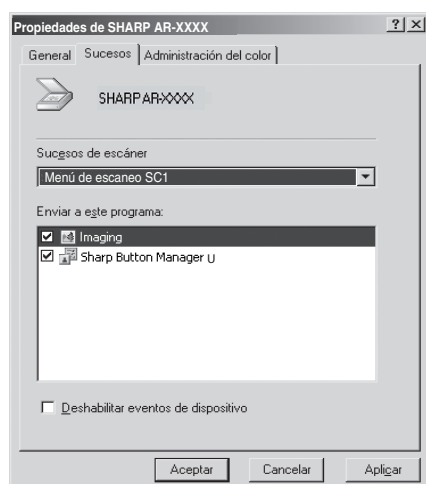 Propiedades de SHARP AR-XXXX
General Sucesos Administración del color
SHARP AR-XXXX
Sucesos de escáner
Menú de escaneo SC1
Enviar a este programa:
Imaging
Sharp Button Manager U
Deshabilitar eventos de dispositivo
Aceptar Cancelar Aplicar